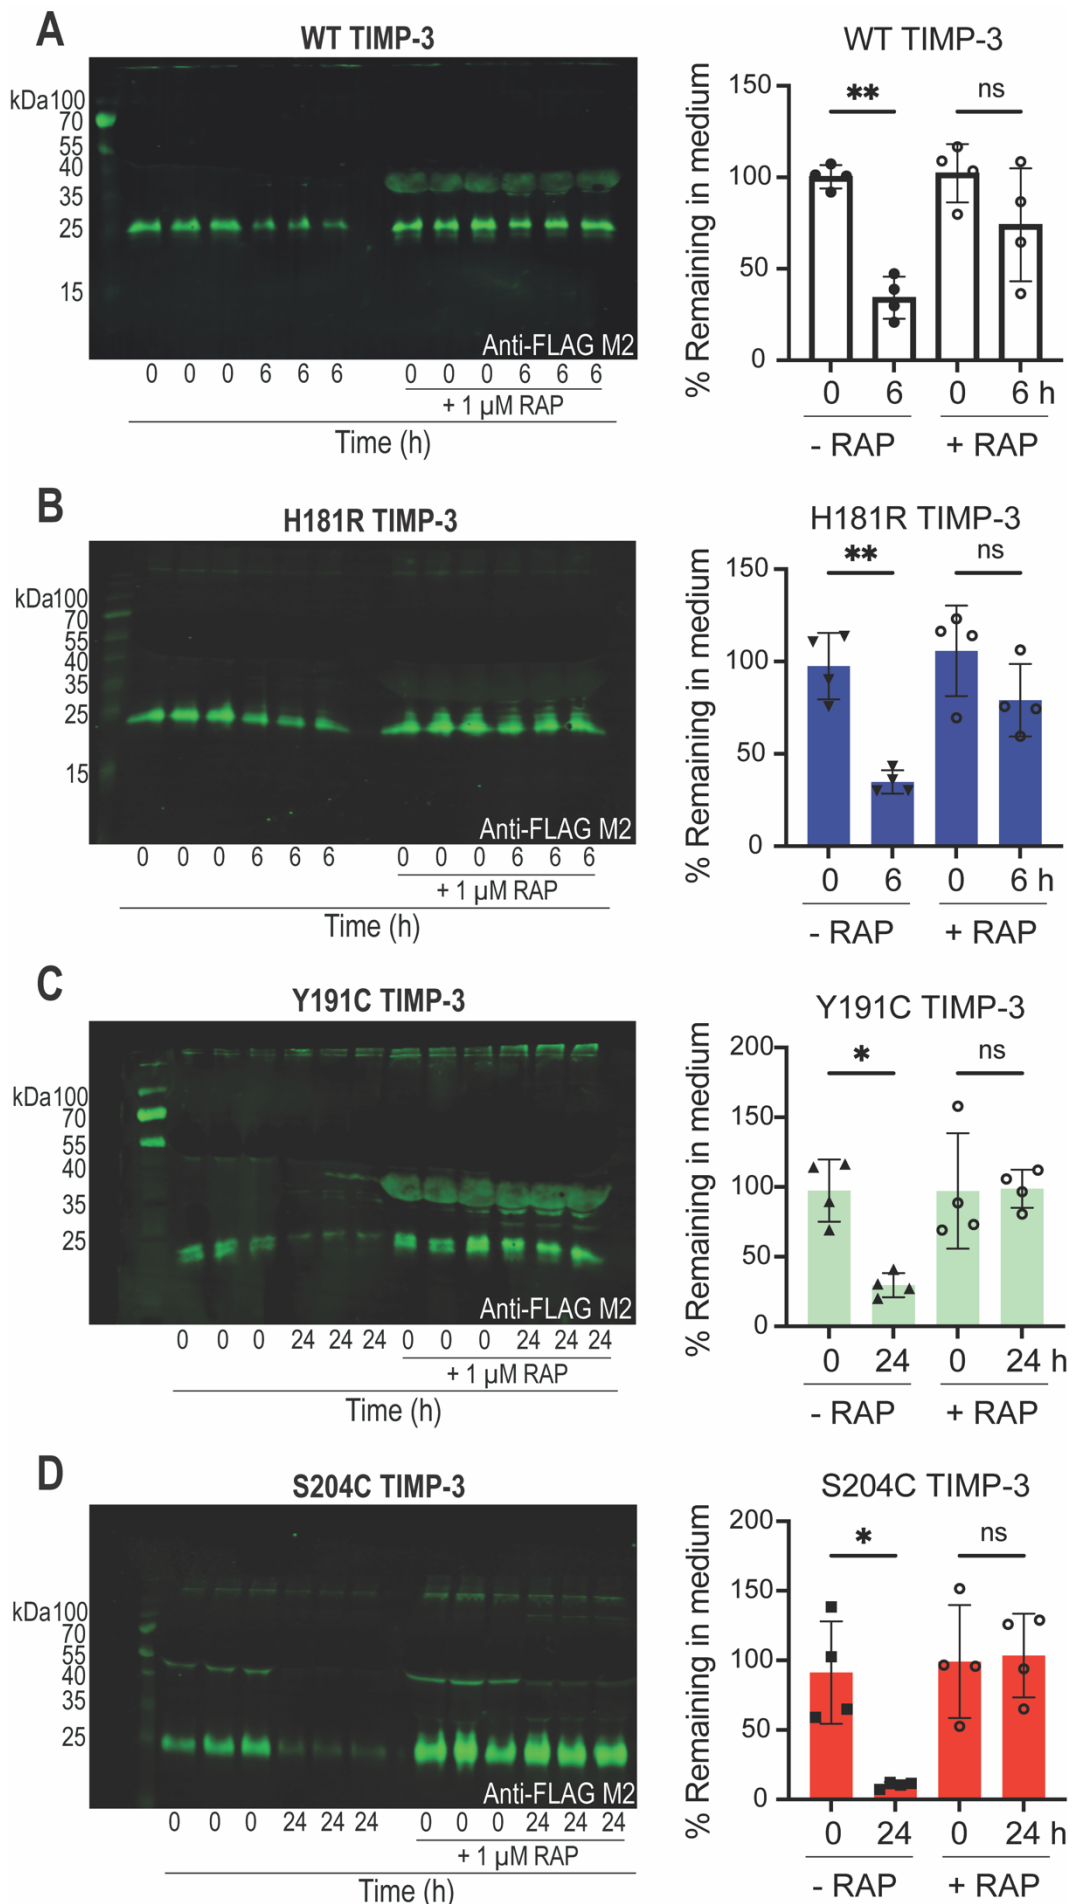 A
WT TIMP-3
kDa100
70
55
40
35
25
15
Anti-FLAG M2
0 0 0 6 6 6 0 0 0 6 6 6
+ 1 µM RAP
Time (h)
WT TIMP-3
% Remaining in medium
150
100
50
0
** ns
0 6 0 6 h
- RAP + RAP
B
H181R TIMP-3
kDa100
70
55
40
35
25
15
Anti-FLAG M2
0 0 0 6 6 6 0 0 0 6 6 6
+ 1 µM RAP
Time (h)
H181R TIMP-3
% Remaining in medium
150
100
50
0
** ns
0 6 0 6 h
- RAP + RAP
C
Y191C TIMP-3
kDa100
70
55
40
35
25
Anti-FLAG M2
0 0 0 24 24 24 0 0 0 24 24 24
+ 1 µM RAP
Time (h)
Y191C TIMP-3
% Remaining in medium
200
150
100
50
0
* ns
0 24 0 24 h
- RAP + RAP
D
S204C TIMP-3
kDa100
70
55
40
35
25
Anti-FLAG M2
0 0 0 24 24 24 0 0 0 24 24 24
+ 1 µM RAP
Time (h)
S204C TIMP-3
% Remaining in medium
200
150
100
50
0
* ns
0 24 0 24 h
- RAP + RAP